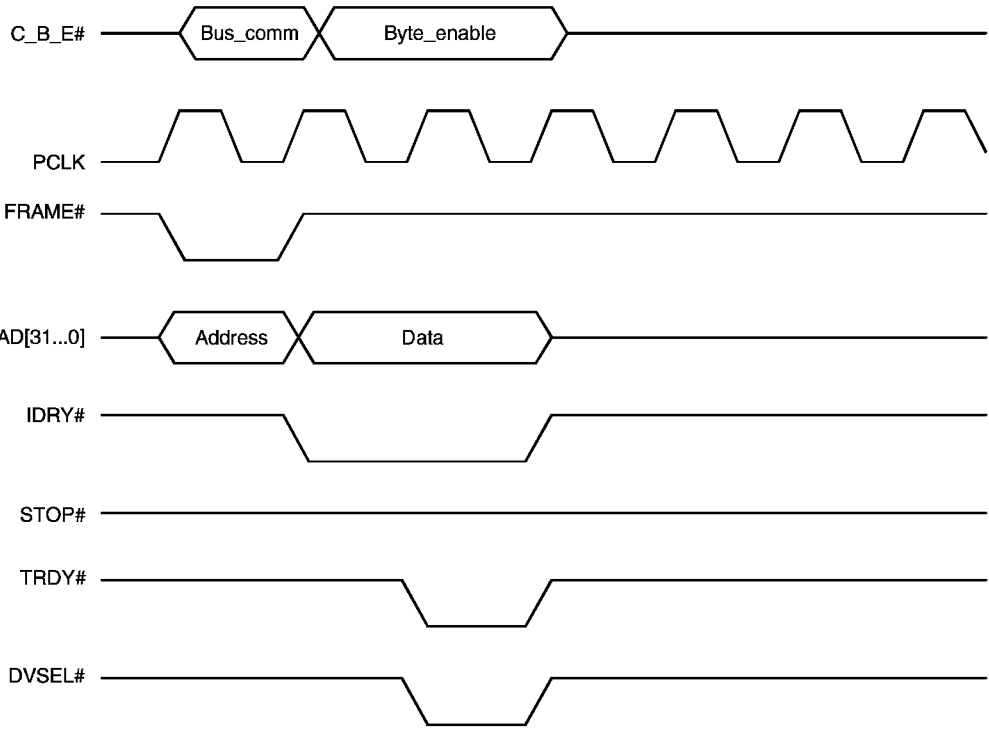 C_B_E# Bus_comm Byte_enable
PCLK
FRAME#
AD[31...0] Address Data
IDRY#
STOP#
TRDY#
DVSEL#